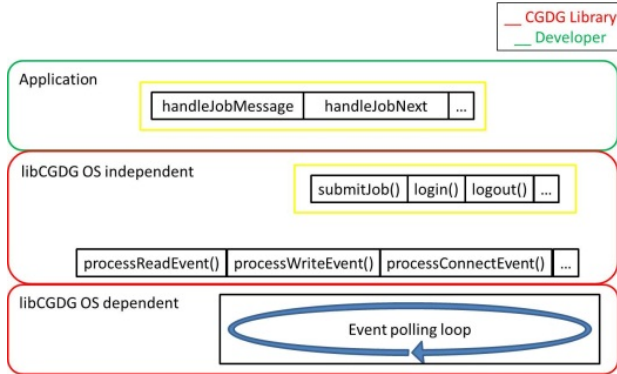 __ CGDG Library
__ Developer
Application
handleJobMessage handleJobNext ...
libCGDG OS independent
submitJob() login() logout() ...
processReadEvent() processWriteEvent() processConnectEvent() ...
libCGDG OS dependent
Event polling loop